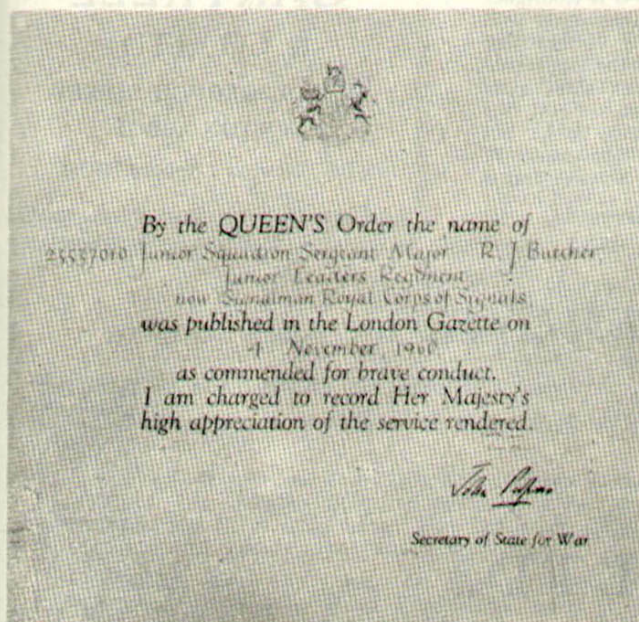 By the QUEEN'S Order the name of
23537010 Junior Squadron Sergeant Major R. J Butcher
Junior Leaders Regiment
now Signalman Royal Corps of Signals
was published in the London Gazette on
4 November, 1960
as commended for brave conduct.
I am charged to record Her Majesty's
high appreciation of the service rendered.
John
Secretary of State for War